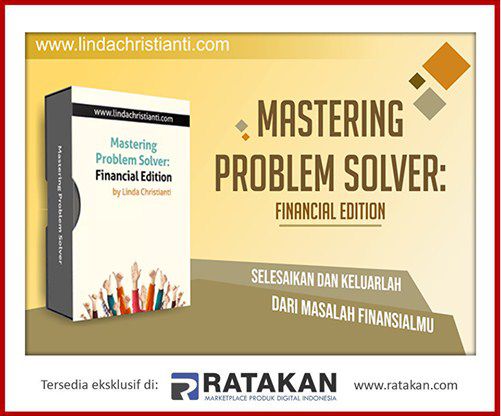 www.lindachristianti.com
www.lindachristianti.com
Mastering
Problem Solver:
Financial Edition
by Linda Christianti
Mastering Problem Solver
MASTERING
PROBLEM SOLVER:
FINANCIAL EDITION
SELESAIKAN DAN KELUARLAH
DARI MASALAH FINANSIALMU
Tersedia eksklusif di:
RATAKAN
MARKETPLACE PRODUK DIGITAL INDONESIA
www.ratakan.com